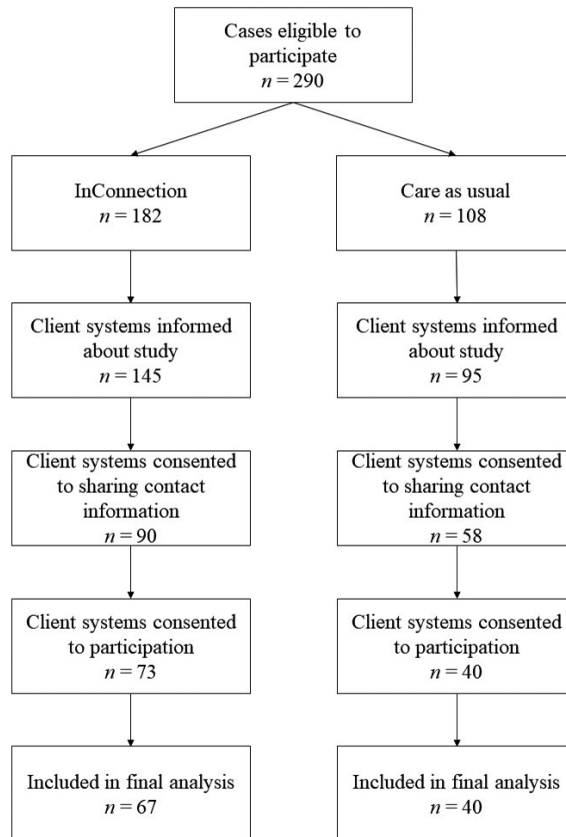 Cases eligible to
participate
n = 290
InConnection
n = 182
Care as usual
n = 108
Client systems informed
about study
n = 145
Client systems informed
about study
n = 95
Client systems consented
to sharing contact
information
n = 90
Client systems consented
to sharing contact
information
n = 58
Client systems consented
to participation
n = 73
Client systems consented
to participation
n = 40
Included in final analysis
n = 67
Included in final analysis
n = 40